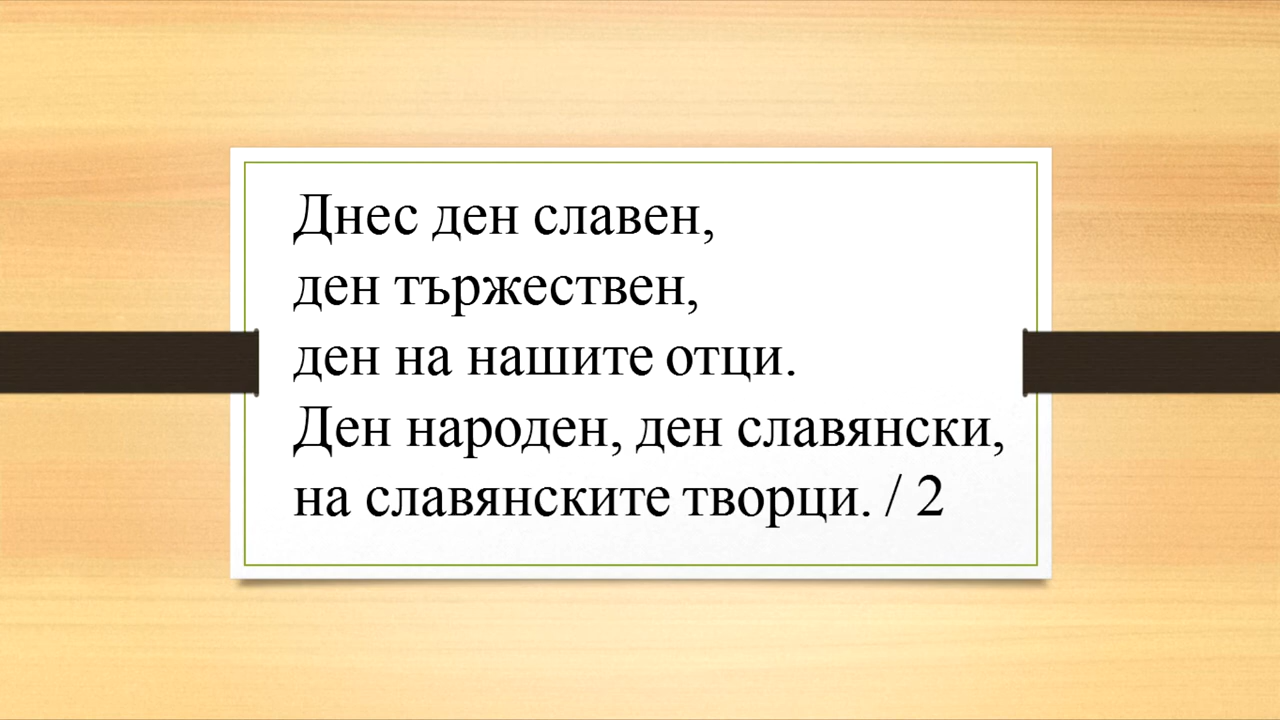 Днес ден славен,
ден тържествен,
ден на нашите отци.
Ден народен, ден славянски,
на славянските творци. / 2